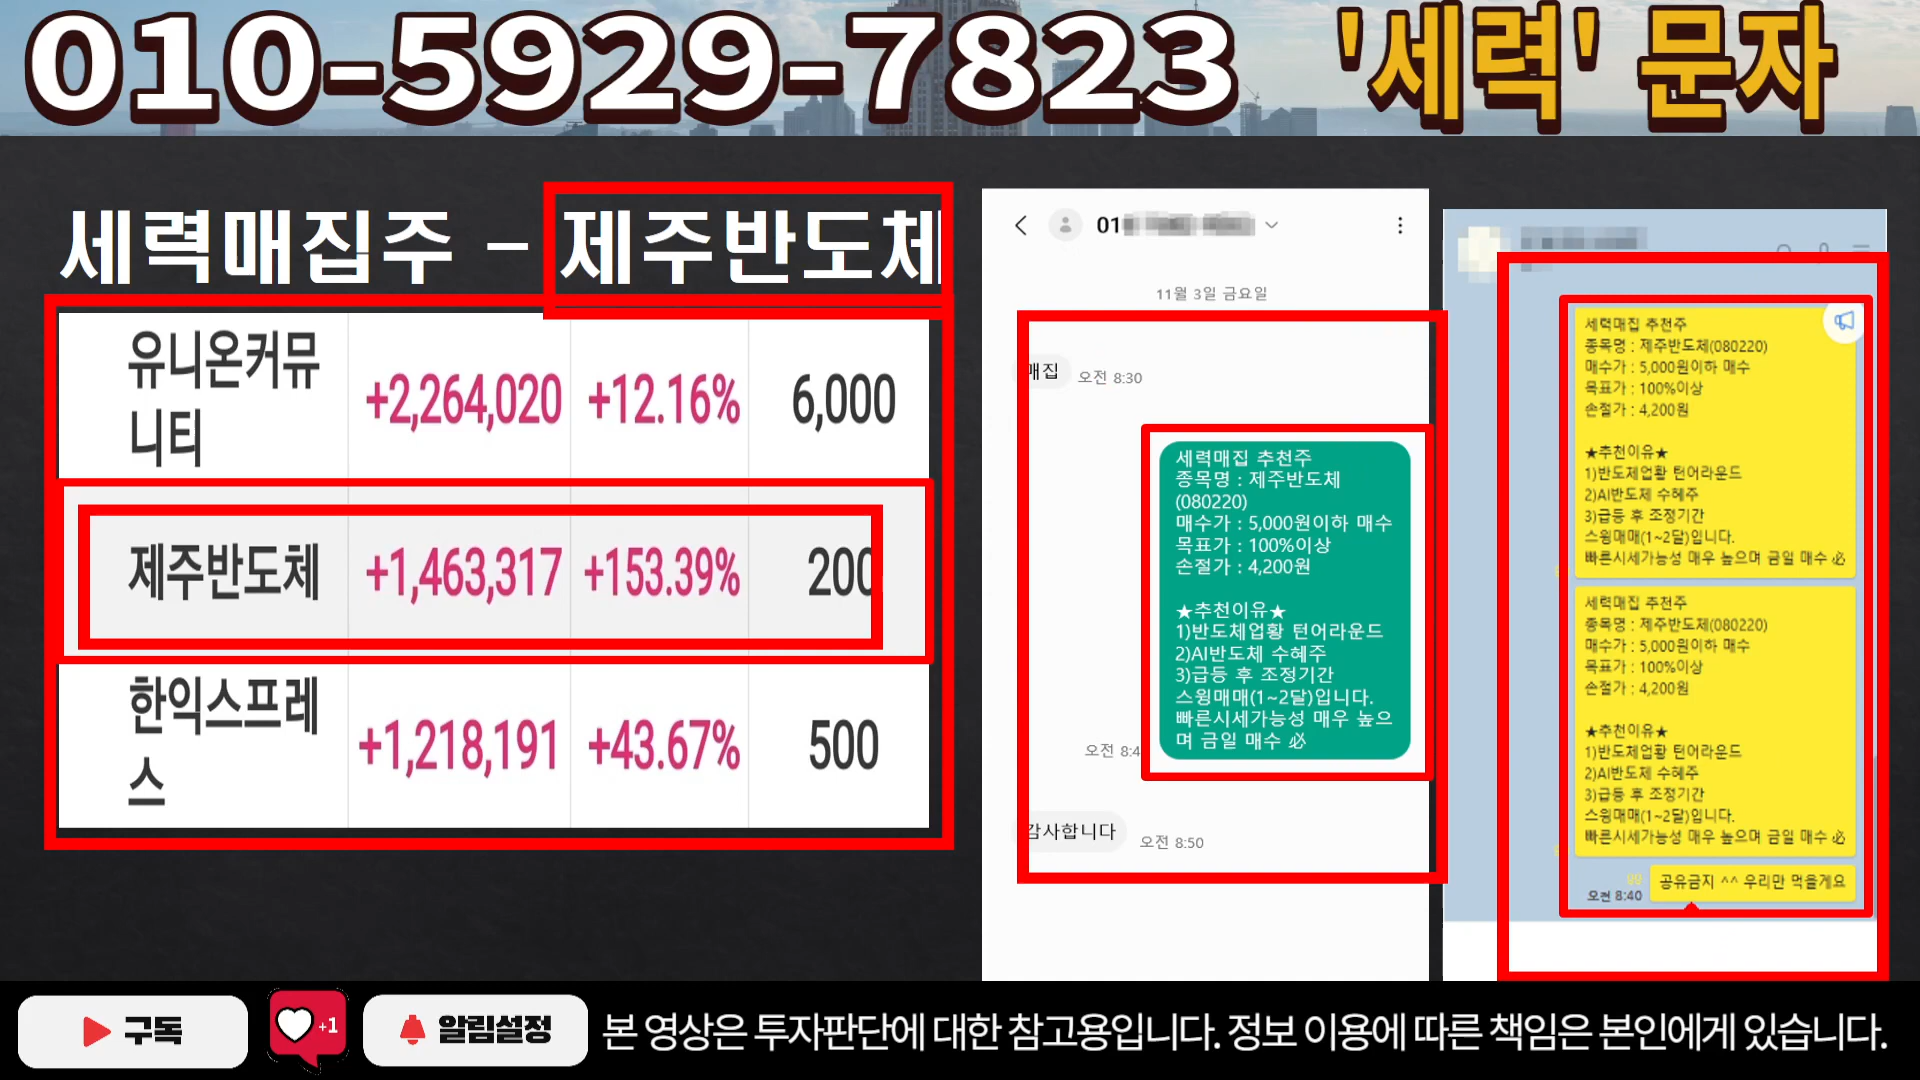 010-5929-7823 '세력' 문자
세력매집주 – 제주반도체
유니온커뮤
니티
+2,264,020 +12.16% 6,000
제주반도체 +1,463,317 +153.39% 200
한익스프레
스
+1,218,191 +43.67% 500
01
11월 3일 금요일
매집 오전 8:30
세력매집 추천주
종목명 : 제주반도체
(080220)
매수가 : 5,000원이하 매수
목표가 : 100%이상
손절가 : 4,200원
★추천이유★
1)반도체업황 턴어라운드
2)AI반도체 수혜주
3)급등 후 조정기간
스윙매매(1~2달)입니다.
빠른시세가능성 매우 높으
며 금일 매수 必
오전 8:4
감사합니다 오전 8:50
세력매집 추천주
종목명 : 제주반도체(080220)
매수가 : 5,000원이하 매수
목표가 : 100%이상
손절가 : 4,200원
★추천이유★
1)반도체업황 턴어라운드
2)AI반도체 수혜주
3)급등 후 조정기간
스윙매매(1~2달)입니다.
빠른시세가능성 매우 높으며 금일 매수 必
세력매집 추천주
종목명 : 제주반도체(080220)
매수가 : 5,000원이하 매수
목표가 : 100%이상
손절가 : 4,200원
★추천이유★
1)반도체업황 턴어라운드
2)AI반도체 수혜주
3)급등 후 조정기간
스윙매매(1~2달)입니다.
빠른시세가능성 매우 높으며 금일 매수 必
오전 8:40 공유금지 ^^ 우리만 먹을게요
구독 +1 알림설정 본 영상은 투자판단에 대한 참고용입니다. 정보 이용에 따른 책임은 본인에게 있습니다.